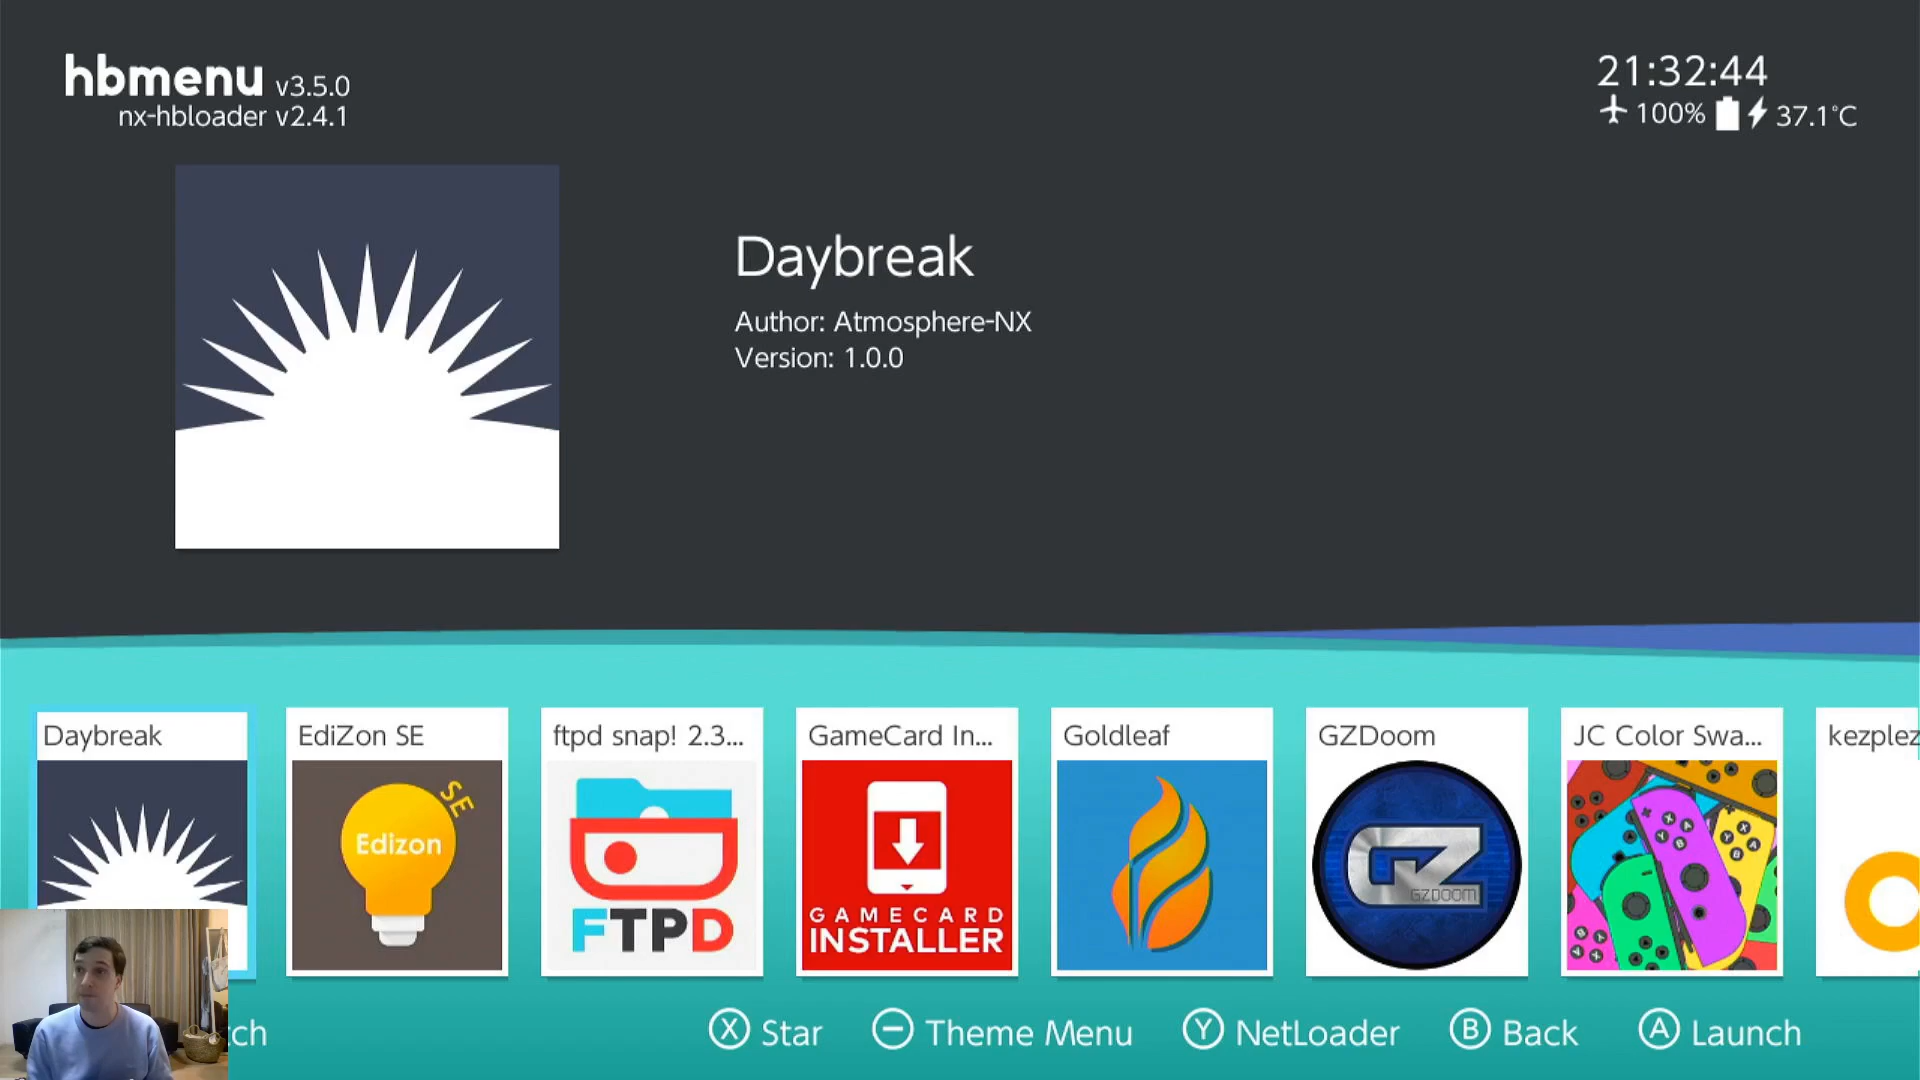 hbmenu v3.5.0
nx-hbloader v2.4.1
21:32:44
100% 37.1°C
Daybreak
Author: Atmosphere-NX
Version: 1.0.0
Daybreak
EdiZon SE
ftpd snap! 2.3...
GameCard In...
Goldleaf
GZDoom
JC Color Swa...
kezplez
Edizon
SE
FTPD
GAMECARD
INSTALLER
GZ
GZDOOM
X Star
Theme Menu
Y NetLoader
B Back
A Launch